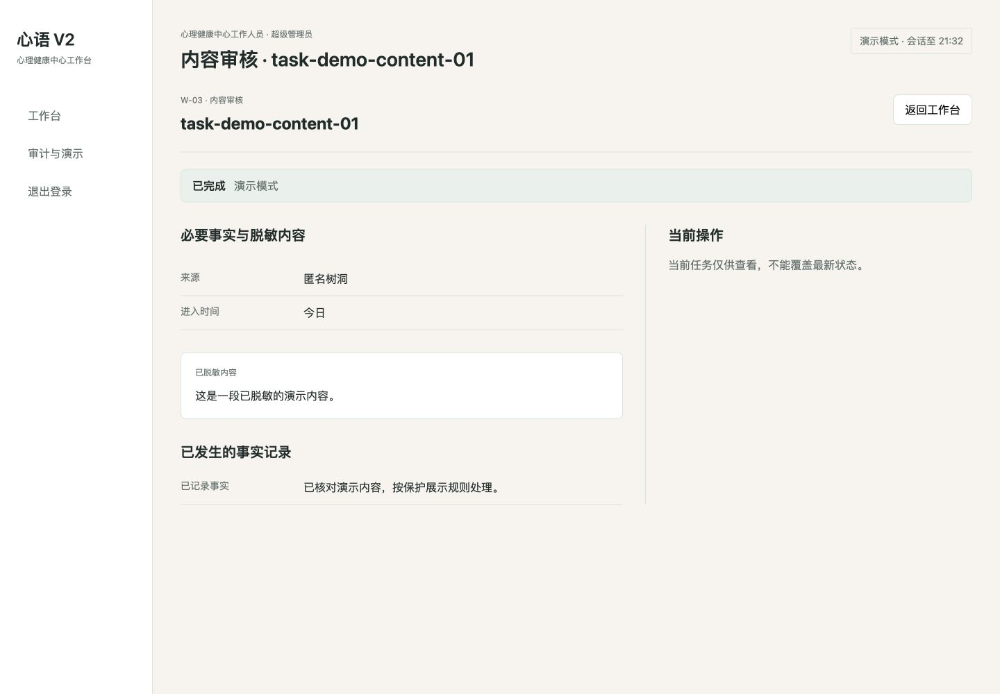 心语 V2
心理健康中心工作台
工作台
审计与演示
退出登录
心理健康中心工作人员 · 超级管理员
内容审核 · task-demo-content-01
演示模式 · 会话至 21:32
W-03 · 内容审核
task-demo-content-01
返回工作台
已完成 演示模式
必要事实与脱敏内容
来源 匿名树洞
进入时间 今日
已脱敏内容
这是一段已脱敏的演示内容。
已发生的事实记录
已记录事实 已核对演示内容，按保护展示规则处理。
当前操作
当前任务仅供查看，不能覆盖最新状态。